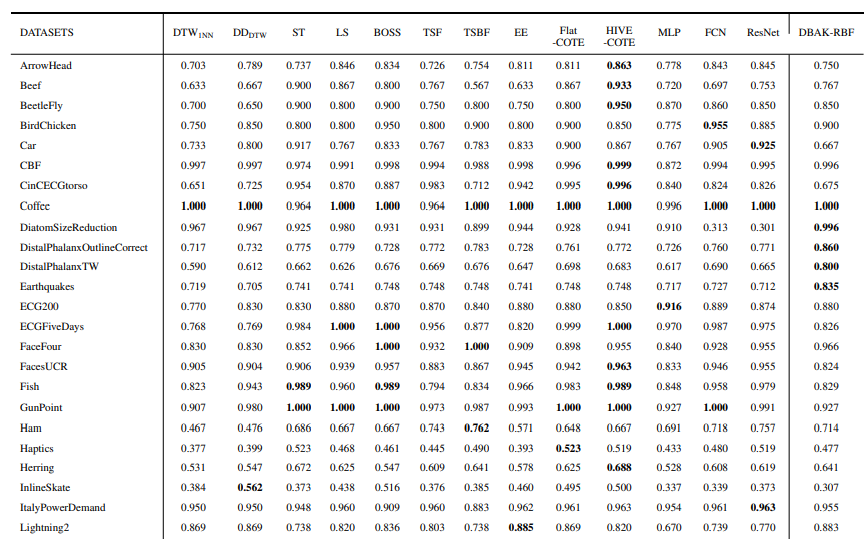 DATASETS DTW1NN DDDTW ST LS BOSS TSF TSBF EE Flat -COTE HIVE -COTE MLP FCN ResNet DBAK-RBF
ArrowHead 0.703 0.789 0.737 0.846 0.834 0.726 0.754 0.811 0.811 0.863 0.778 0.843 0.845 0.750
Beef 0.633 0.667 0.900 0.867 0.800 0.767 0.567 0.633 0.867 0.933 0.720 0.697 0.753 0.767
BeetleFly 0.700 0.650 0.900 0.800 0.900 0.750 0.800 0.750 0.800 0.950 0.870 0.860 0.850 0.850
BirdChicken 0.750 0.850 0.800 0.800 0.950 0.800 0.900 0.800 0.900 0.850 0.775 0.955 0.885 0.900
Car 0.733 0.800 0.917 0.767 0.833 0.767 0.783 0.833 0.900 0.867 0.767 0.905 0.925 0.667
CBF 0.997 0.997 0.974 0.991 0.998 0.994 0.988 0.998 0.996 0.999 0.872 0.994 0.995 0.996
CinCECGtorso 0.651 0.725 0.954 0.870 0.887 0.983 0.712 0.942 0.995 0.996 0.840 0.824 0.826 0.675
Coffee 1.000 1.000 0.964 1.000 1.000 0.964 1.000 1.000 1.000 1.000 0.996 1.000 1.000 1.000
DiatomSizeReduction 0.967 0.967 0.925 0.980 0.931 0.931 0.899 0.944 0.928 0.941 0.910 0.313 0.301 0.996
DistalPhalanxOutlineCorrect 0.717 0.732 0.775 0.779 0.728 0.772 0.783 0.728 0.761 0.772 0.726 0.760 0.771 0.860
DistalPhalanxTW 0.590 0.612 0.662 0.626 0.676 0.669 0.676 0.647 0.698 0.683 0.617 0.690 0.665 0.800
Earthquakes 0.719 0.705 0.741 0.741 0.748 0.748 0.748 0.741 0.748 0.748 0.717 0.727 0.712 0.835
ECG200 0.770 0.830 0.830 0.880 0.870 0.870 0.840 0.880 0.880 0.850 0.916 0.889 0.874 0.880
ECGFiveDays 0.768 0.769 0.984 1.000 1.000 0.956 0.877 0.820 0.999 1.000 0.970 0.987 0.975 0.826
FaceFour 0.830 0.830 0.852 0.966 1.000 0.932 1.000 0.909 0.898 0.955 0.840 0.928 0.955 0.966
FacesUCR 0.905 0.904 0.906 0.939 0.957 0.883 0.867 0.945 0.942 0.963 0.833 0.946 0.955 0.824
Fish 0.823 0.943 0.989 0.960 0.989 0.794 0.834 0.966 0.983 0.989 0.848 0.958 0.979 0.829
GunPoint 0.907 0.980 1.000 1.000 1.000 0.973 0.987 0.993 1.000 1.000 0.927 1.000 0.991 0.927
Ham 0.467 0.476 0.686 0.667 0.667 0.743 0.762 0.571 0.648 0.667 0.691 0.718 0.757 0.714
Haptics 0.377 0.399 0.523 0.468 0.461 0.445 0.490 0.393 0.523 0.519 0.433 0.480 0.519 0.477
Herring 0.531 0.547 0.672 0.625 0.547 0.609 0.641 0.578 0.625 0.688 0.528 0.608 0.619 0.641
InlineSkate 0.384 0.562 0.373 0.438 0.516 0.376 0.385 0.460 0.495 0.500 0.337 0.339 0.373 0.307
ItalyPowerDemand 0.950 0.950 0.948 0.960 0.909 0.960 0.883 0.962 0.961 0.963 0.954 0.961 0.963 0.955
Lightning2 0.869 0.869 0.738 0.820 0.836 0.803 0.738 0.885 0.869 0.820 0.670 0.739 0.770 0.883